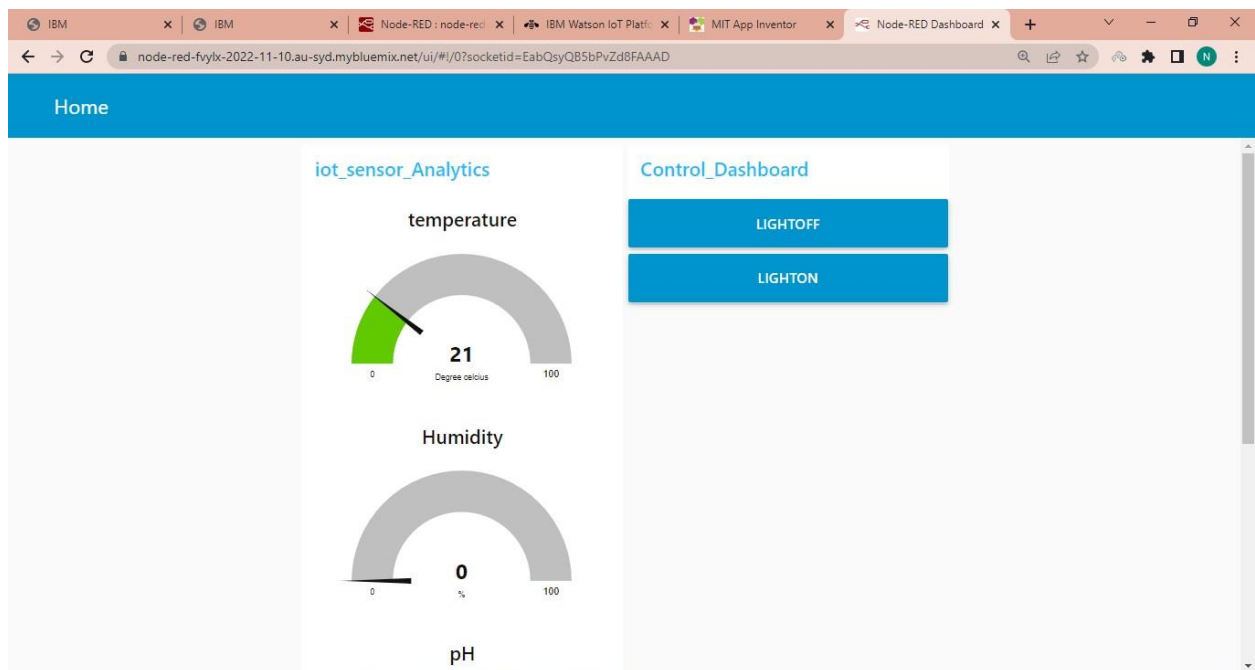 IBM
IBM
Node-RED : node-red
IBM Watson IoT Platfo
MIT App Inventor
Node-RED Dashboard
node-red-fvylx-2022-11-10.au-syd.mybluemix.net/ui/#!/0?socketid=EabQsyQB5bPvZd8FAAAD
N
Home
iot_sensor_Analytics
temperature
21
Degree celcius
0
100
Humidity
0
%
0
100
pH
Control_Dashboard
LIGHTOFF
LIGHTON